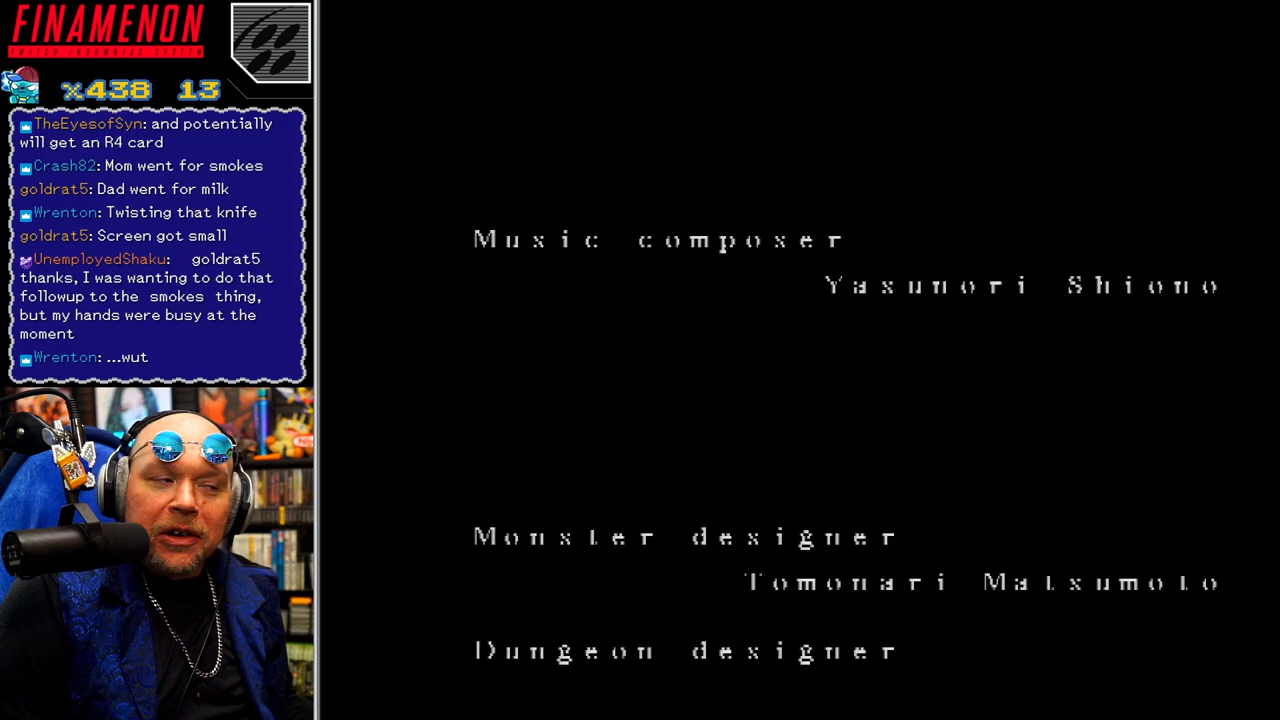 FINAMENON
TWITCH INSOMNIAC SYSTEM
x438 13
TheEyesofSyn: and potentially
will get an R4 card
Crash82: Mom went for smokes
goldrat5: Dad went for milk
Wrenton: Twisting that knife
goldrat5: Screen got small
UnemployedShaku: goldrat5
thanks, I was wanting to do that
followup to the smokes thing,
but my hands were busy at the
moment
Wrenton: ...wut
Music composer
Yasunori Shiono
Monster designer
Tomonari Matsumoto
Dungeon designer